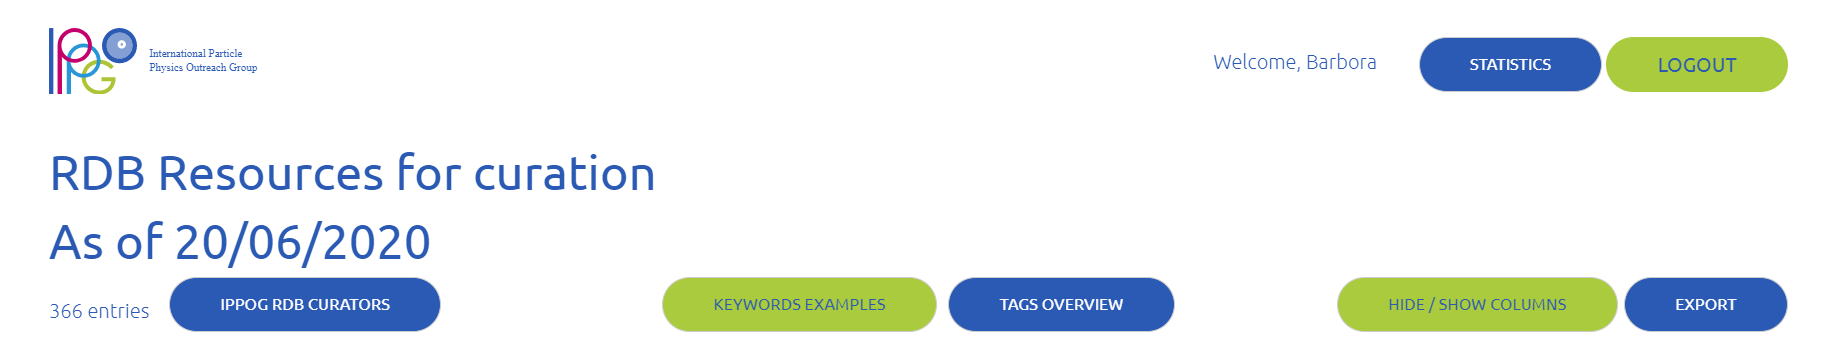 IPPOG
International Particle
Physics Outreach Group
Welcome, Barbora
STATISTICS
LOGOUT
RDB Resources for curation
As of 20/06/2020
366 entries
IPPOG RDB CURATORS
KEYWORDS EXAMPLES
TAGS OVERVIEW
HIDE / SHOW COLUMNS
EXPORT